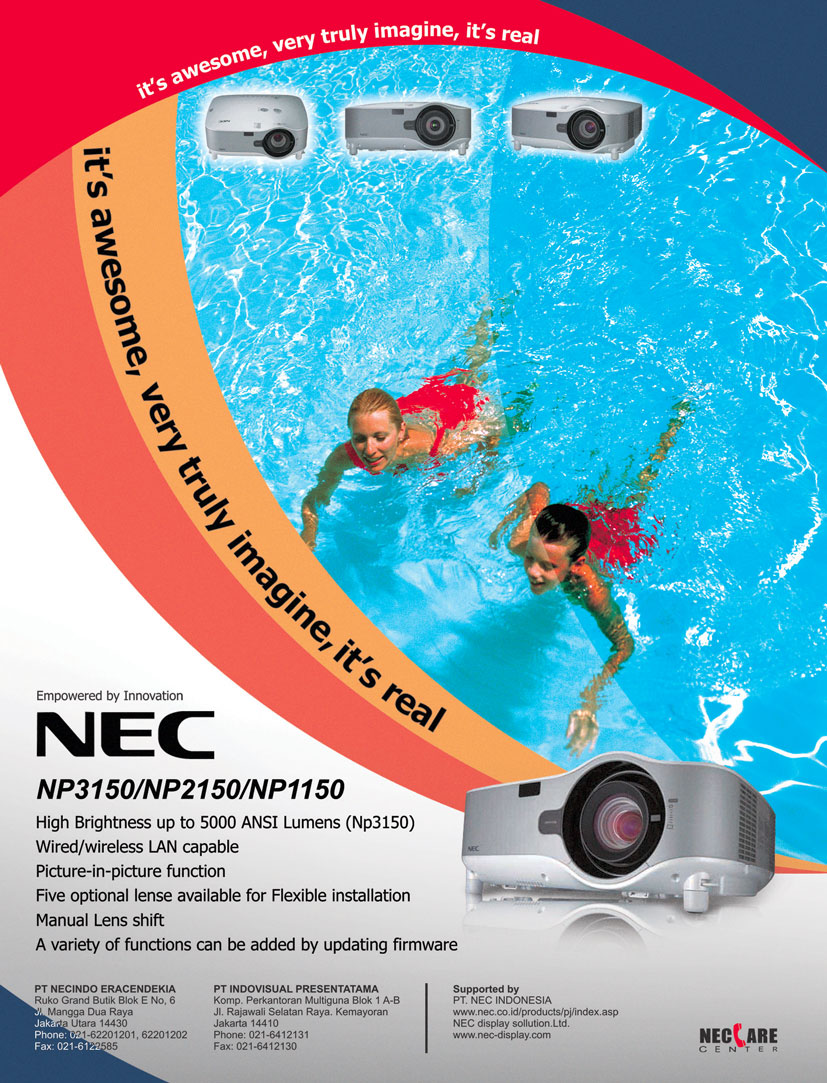 it's awesome, very truly imagine, it's real
it's awesome, very truly imagine, it's real
Empowered by Innovation
NEC
NP3150/NP2150/NP1150
High Brightness up to 5000 ANSI Lumens (Np3150)
Wired/wireless LAN capable
Picture-in-picture function
Five optional lense available for Flexible installation
Manual Lens shift
A variety of functions can be added by updating firmware
NEC
PT NECINDO ERACENDEKIA
Ruko Grand Butik Blok E No, 6
Jl. Mangga Dua Raya
Jakarta Utara 14430
Phone: 021-62201201, 62201202
Fax: 021-6122585
PT INDOVISUAL PRESENTATAMA
Komp. Perkantoran Multiguna Blok 1 A-B
Jl. Rajawali Selatan Raya. Kemayoran
Jakarta 14410
Phone: 021-6412131
Fax: 021-6412130
Supported by
PT. NEC INDONESIA
www.nec.co.id/products/pj/index.asp
NEC display sollution.Ltd.
www.nec-display.com
NEC CARE
CENTER